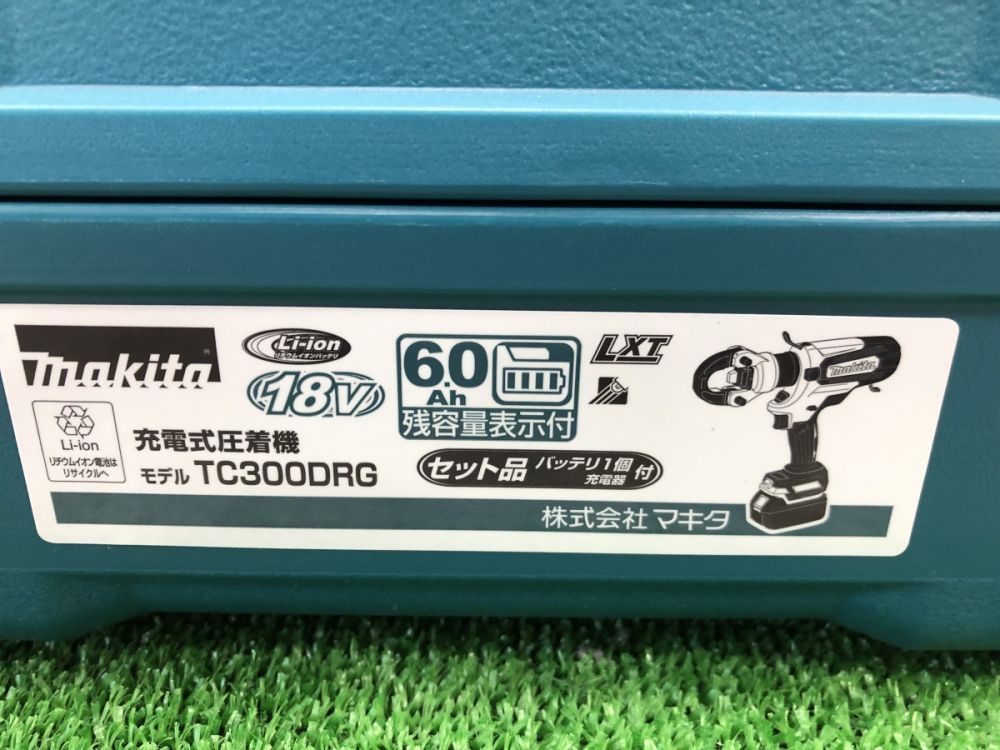 makita
Li-ion
リチウムイオンバッテリ
18V
6.0
Ah
残容量表示付
LXT
makita
Li-ion
リチウムイオン電池は
リサイクルへ
充電式圧着機
モデル TC300DRG
セット品 バッテリ1個
充電器
付
株式会社 マキタ